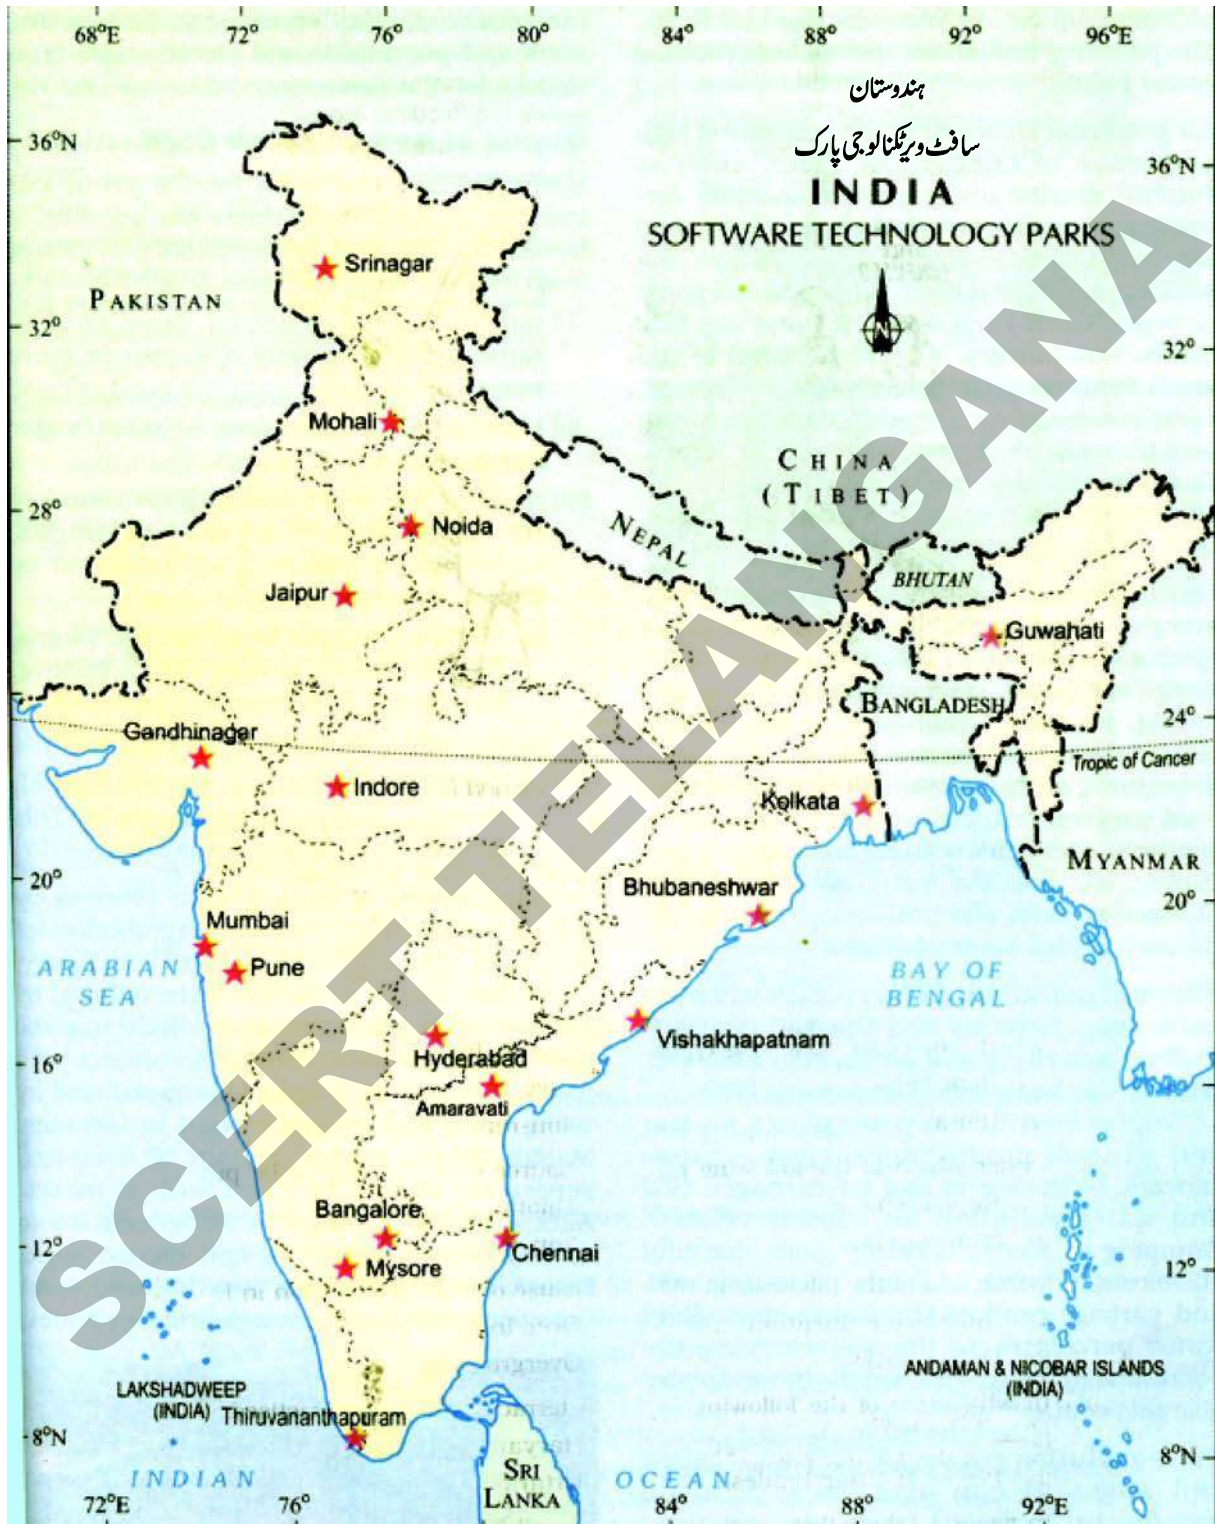 68°E 72° 76° 80° 84° 88° 92° 96°E
ہندوستان
سافٹ ویر ٹکنالوجی پارک
INDIA
SOFTWARE TECHNOLOGY PARKS
36°N
36°N
Srinagar
PAKISTAN
32°
32°
Mohali
CHINA
(TIBET)
28°
28°
Noida
NEPAL
BHUTAN
Jaipur
Guwahati
BANGLADESH
24°
Gandhinagar
Tropic of Cancer
Indore
Kolkata
MYANMAR
20°
20°
Bhubaneshwar
Mumbai
Pune
ARABIAN
SEA
BAY OF
BENGAL
Vishakhapatnam
Hyderabad
16°
Amaravati
Bangalore
Chennai
12°
12°
Mysore
LAKSHADWEEP
(INDIA)
ANDAMAN & NICOBAR ISLANDS
(INDIA)
Thiruvananthapuram
8°N
8°N
INDIAN
OCEAN
SRI
LANKA
72°E 76° 84° 88° 92°E
SCERT TELANGANA